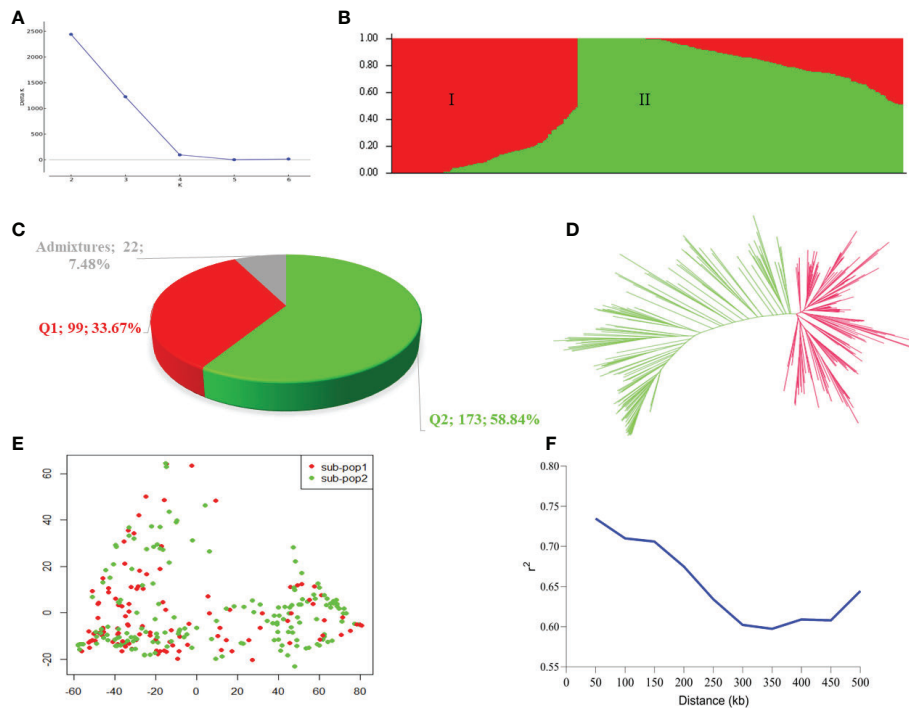 A
2500
2000
1500
1000
500
0
Delta K
2
3
4
5
6
K
B
1.00
0.80
0.60
0.40
0.20
0.00
I
II
C
Admixtures; 22;
7.48%
Q1; 99; 33.67%
Q2; 173; 58.84%
D
E
sub-pop1
sub-pop2
60
40
20
0
-20
-60
-40
-20
0
20
40
60
80
F
0.80
0.75
0.70
0.65
0.60
0.55
r²
0
50
100
150
200
250
300
350
400
450
500
Distance (kb)